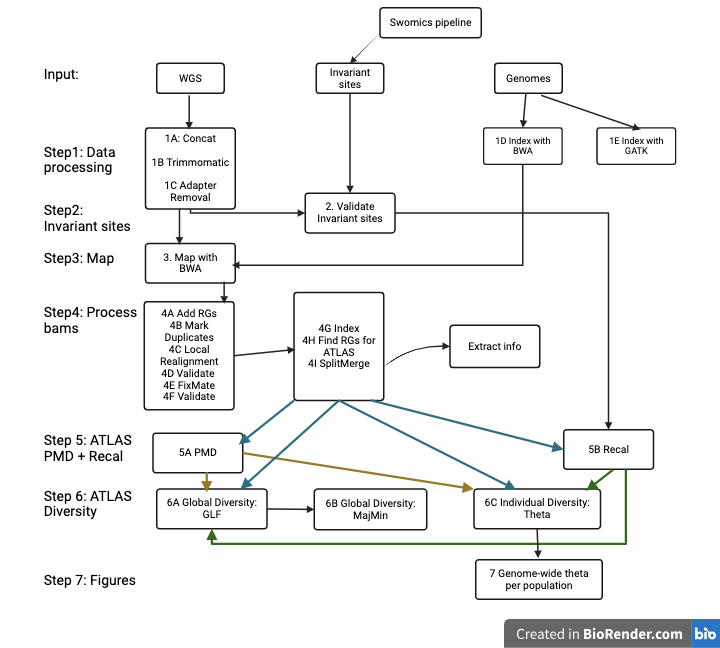 Swomics pipeline
Input:
WGS
Invariant
sites
Genomes
Step1: Data
processing
1A: Concat
1B Trimmomatic
1C Adapter
Removal
1D Index with
BWA
1E Index with
GATK
Step2:
Invariant sites
2. Validate
Invariant sites
Step3: Map
3. Map with
BWA
Step4: Process
bams
4A Add RGs
4B Mark
Duplicates
4C Local
Realignment
4D Validate
4E FixMate
4F Validate
4G Index
4H Find RGs for
ATLAS
4I SplitMerge
Extract info
Step 5: ATLAS
PMD + Recal
5A PMD
5B Recal
Step 6: ATLAS
Diversity
6A Global Diversity:
GLF
6B Global Diversity:
MajMin
6C Individual Diversity:
Theta
Step 7: Figures
7 Genome-wide theta
per population
Created in BioRender.com
bio